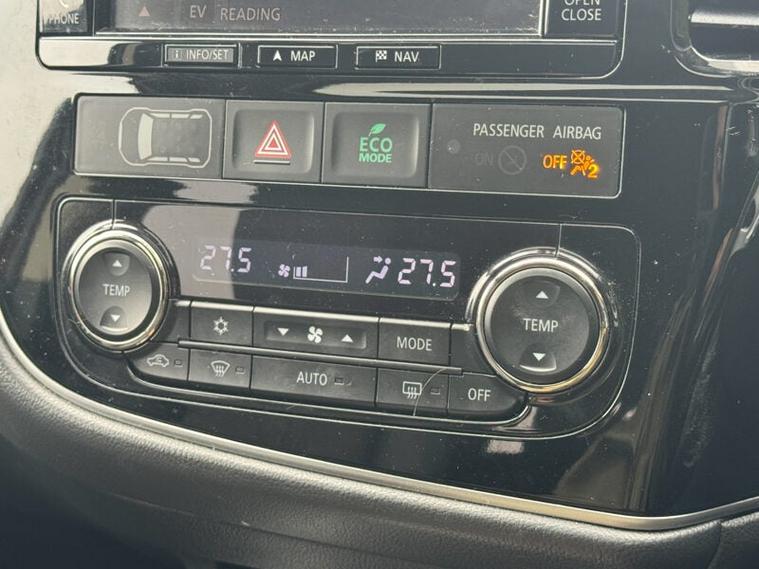 PHONE
EV READING
OPEN
CLOSE
INFO/SET
MAP
NAV
ECO
MODE
PASSENGER AIRBAG
ON
OFF
2
27.5
27.5
TEMP
TEMP
MODE
AUTO
OFF